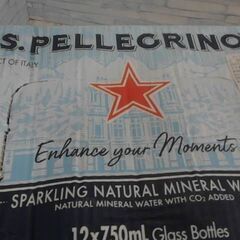 S. PELLEGRINO
CT OF ITALY
Enhance your Moments
SPARKLING NATURAL MINERAL W
NATURAL MINERAL WATER WITH CO2 ADDED
12x750mL Glass Bottles